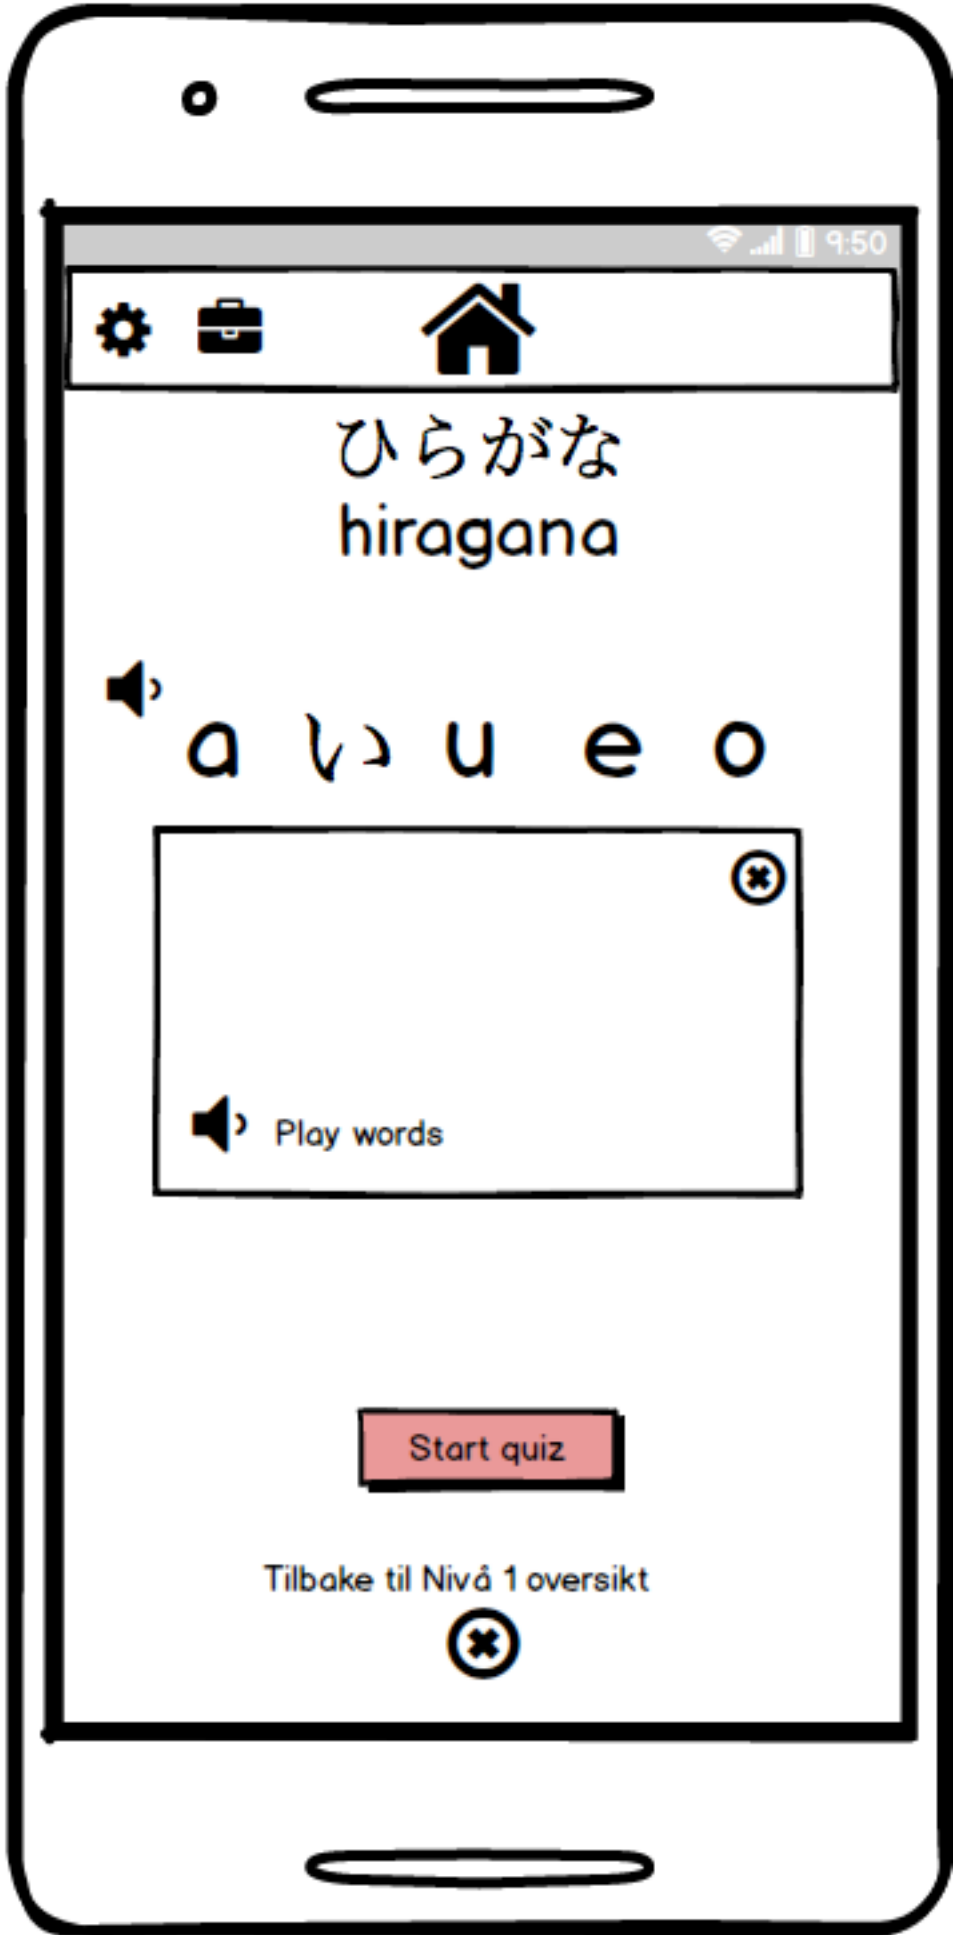 9:50
ひらがな
hiragana
a い u e o
Play words
Start quiz
Tilbake til Nivå 1 oversikt